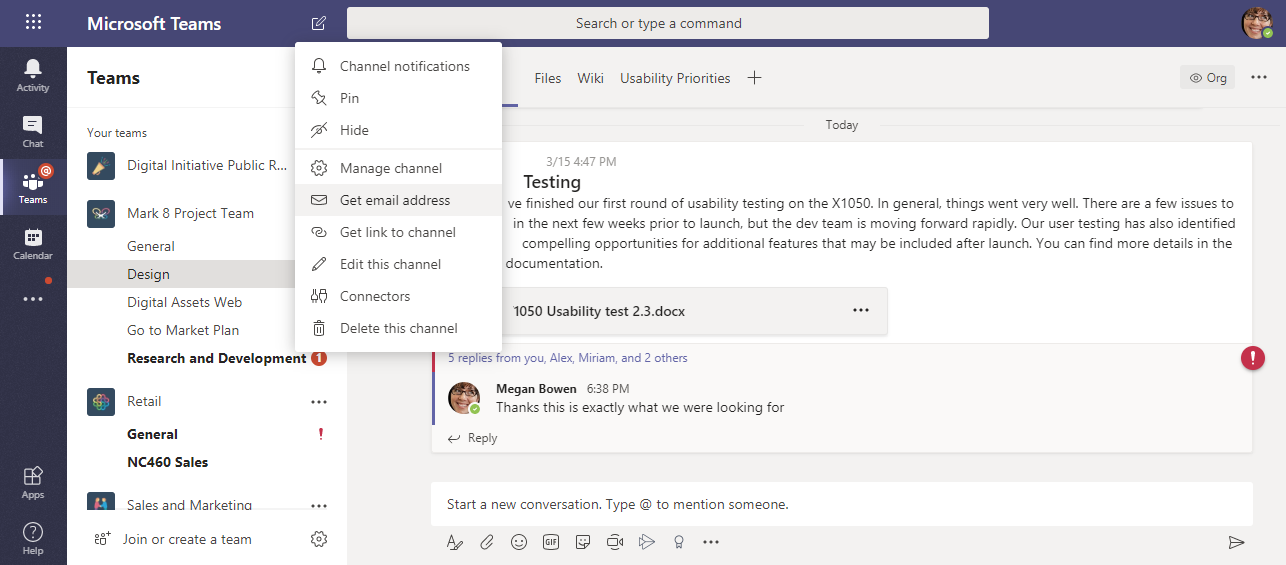 Microsoft Teams
Search or type a command
Activity
Chat
Teams
Calendar
Apps
Help
Teams
Your teams
Digital Initiative Public R...
Mark 8 Project Team
General
Design
Digital Assets Web
Go to Market Plan
Research and Development 1
Retail
General
NC460 Sales
Sales and Marketing
Join or create a team
Channel notifications
Pin
Hide
Manage channel
Get email address
Get link to channel
Edit this channel
Connectors
Delete this channel
Files Wiki Usability Priorities
Org
Today
3/15 4:47 PM
Testing
ve finished our first round of usability testing on the X1050. In general, things went very well. There are a few issues to
in the next few weeks prior to launch, but the dev team is moving forward rapidly. Our user testing has also identified
compelling opportunities for additional features that may be included after launch. You can find more details in the
documentation.
1050 Usability test 2.3.docx
5 replies from you, Alex, Miriam, and 2 others
Megan Bowen 6:38 PM
Thanks this is exactly what we were looking for
Reply
Start a new conversation. Type @ to mention someone.
GIF